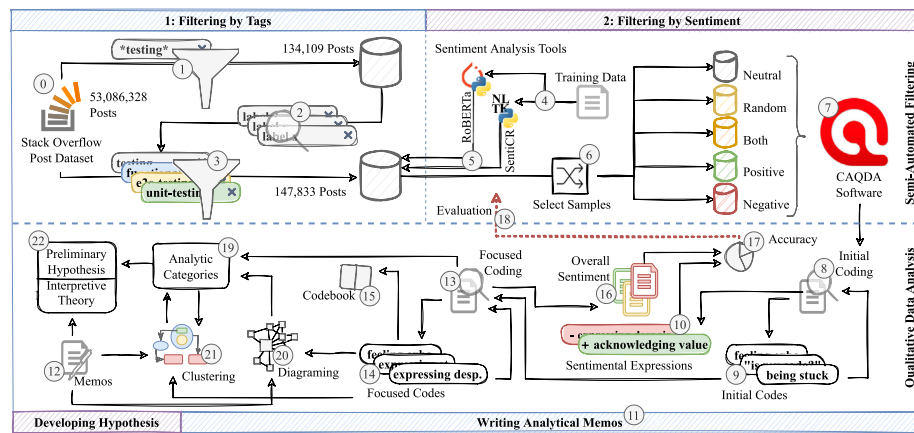 1: Filtering by Tags
2: Filtering by Sentiment
*testing*
134,109 Posts
0
1
53,086,328
Posts
Stack Overflow
Post Dataset
2
label
3
testing
unit-testing
147,833 Posts
Sentiment Analysis Tools
RoBERTa
NL
TK
SentiCR
4
Training Data
5
6
Select Samples
Neutral
Random
Both
Positive
Negative
7
CAQDA
Software
Semi-Automated Filtering
Evaluation
18
22
Preliminary
Hypothesis
Interpretive
Theory
Analytic
Categories
19
Codebook
15
Focused
Coding
13
Overall
Sentiment
16
17
Accuracy
Initial
Coding
8
10
+ acknowledging value
Sentimental Expressions
12
Memos
21
Clustering
20
Diagraming
14
expressing desp.
Focused Codes
9
being stuck
Initial Codes
Qualitative Data Analysis
Developing Hypothesis
Writing Analytical Memos
11